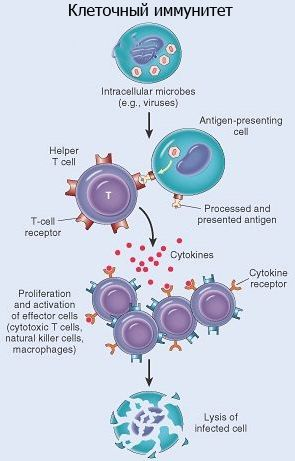 Клеточный иммунитет
Intracellular microbes
(e.g., viruses)
Antigen-presenting
cell
Helper
T cell
T
T-cell
receptor
Processed and
presented antigen
Cytokines
Cytokine
receptor
Proliferation
and activation
of effector cells
(cytotoxic T cells,
natural killer cells,
macrophages)
Lysis of
infected cell